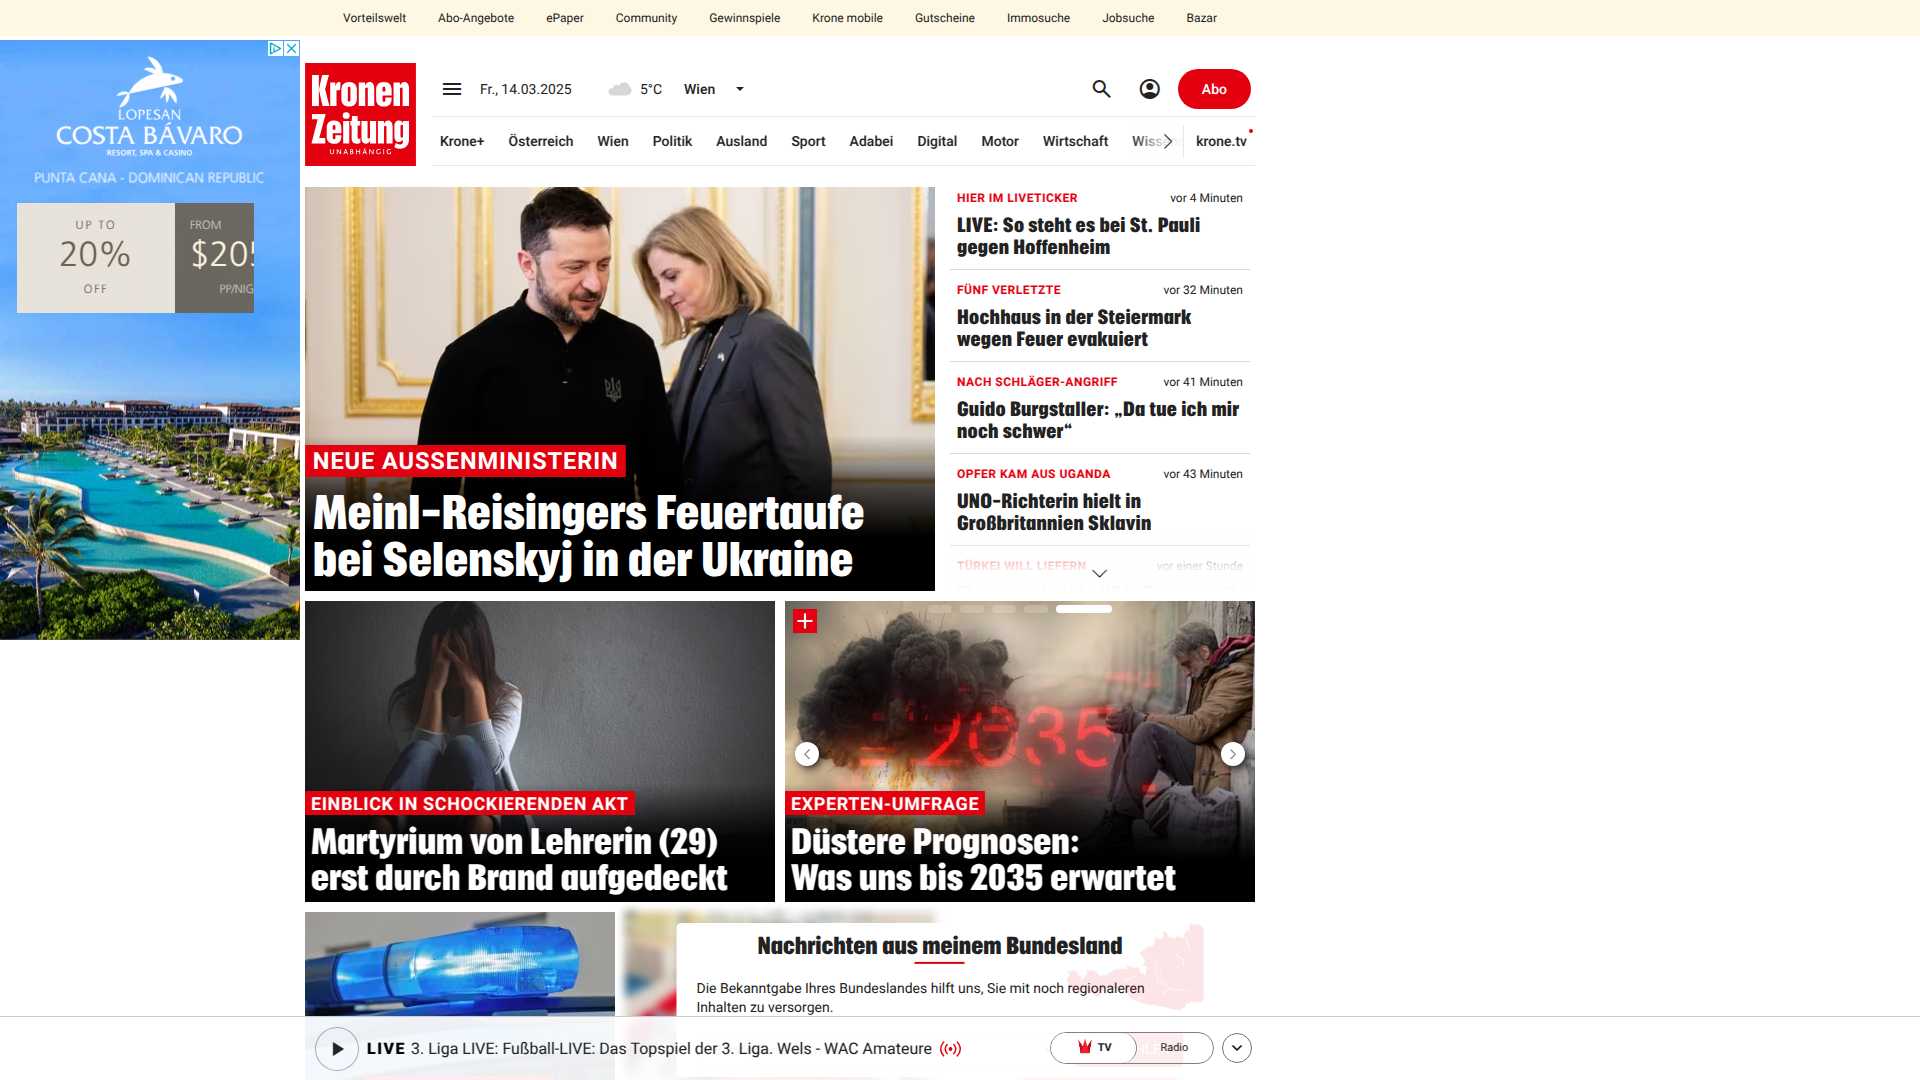 Vorteilswelt Abo-Angebote ePaper Community Gewinnspiele Krone mobile Gutscheine Immosuche Jobsuche Bazar
LOPESAN
COSTA BÁVARO
RESORT, SPA & CASINO
PUNTA CANA - DOMINICAN REPUBLIC
UP TO
20%
OFF
FROM
$205
PP/NIG
Kronen
Zeitung
UNABHÄNGIG
Fr., 14.03.2025 5°C Wien
Abo
Krone+ Österreich Wien Politik Ausland Sport Adabei Digital Motor Wirtschaft krone.tv
NEUE AUSSENMINISTERIN
Meinl-Reisingers Feuertaufe
bei Selenskyj in der Ukraine
HIER IM LIVETICKER vor 4 Minuten
LIVE: So steht es bei St. Pauli
gegen Hoffenheim
FÜNF VERLETZTE vor 32 Minuten
Hochhaus in der Steiermark
wegen Feuer evakuiert
NACH SCHLÄGER-ANGRIFF vor 41 Minuten
Guido Burgstaller: „Da tue ich mir
noch schwer“
OPFER KAM AUS UGANDA vor 43 Minuten
UNO-Richterin hielt in
Großbritannien Sklavin
TÜRKEI WILL LIEFERN vor einer Stunde
EINBLICK IN SCHOCKIERENDEN AKT
Martyrium von Lehrerin (29)
erst durch Brand aufgedeckt
2035
EXPERTEN-UMFRAGE
Düstere Prognosen:
Was uns bis 2035 erwartet
Nachrichten aus meinem Bundesland
Die Bekanntgabe Ihres Bundeslandes hilft uns, Sie mit noch regionaleren
Inhalten zu versorgen.
LIVE 3. Liga LIVE: Fußball-LIVE: Das Topspiel der 3. Liga. Wels - WAC Amateure
TV Radio